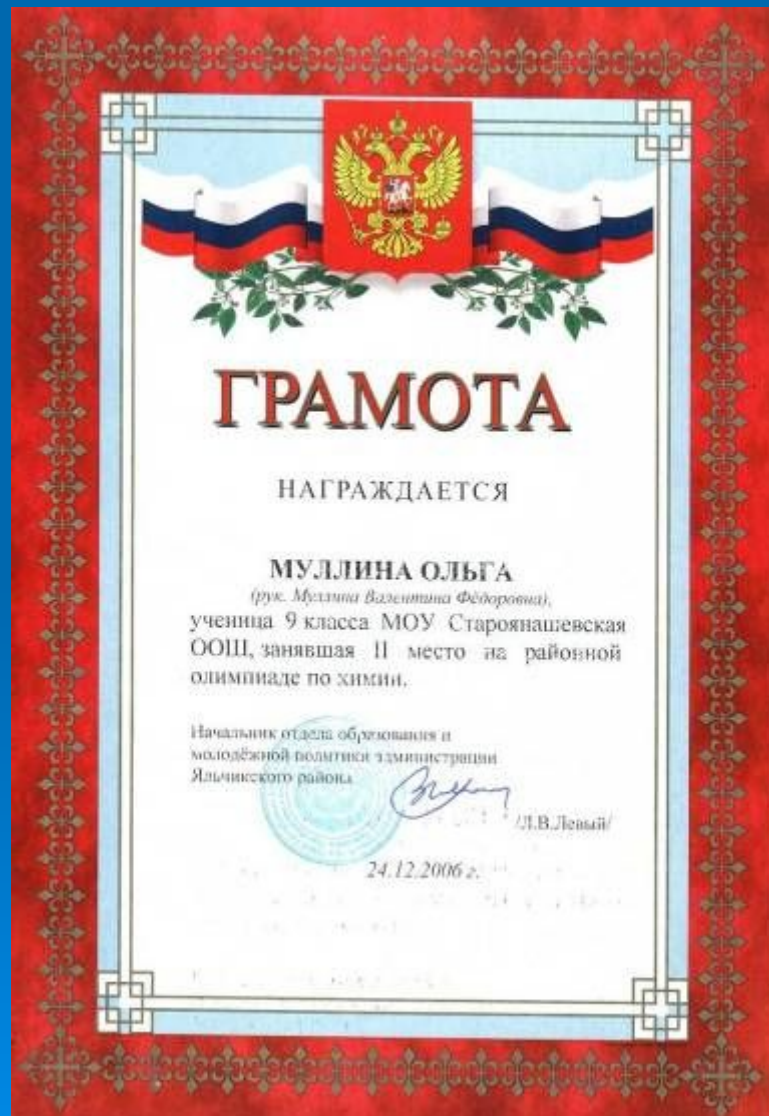 ГРАМОТА
НАГРАЖДАЕТСЯ
МУЛЛИНА ОЛЬГА
(рук. Муллина Валентина Фёдоровна),
ученица 9 класса МОУ Староянашевская
ООШ, занявшая II место на районной
олимпиаде по химии.
Начальник отдела образования и
молодёжной политики администрации
Яльчикского района
/Л.В.Левый/
24.12.2006 г.